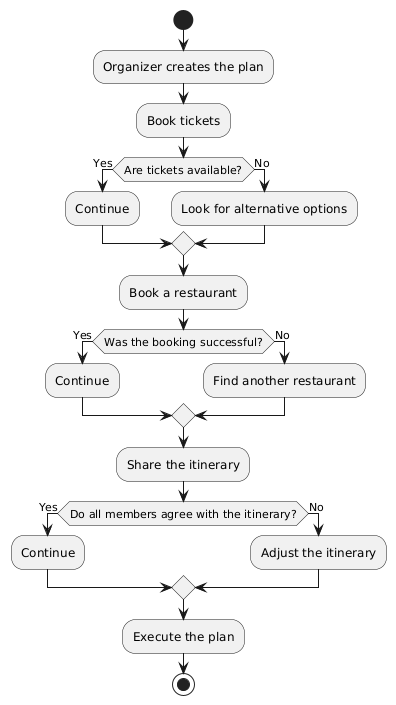 Organizer creates the plan
Book tickets
Yes
Are tickets available?
No
Continue
Look for alternative options
Book a restaurant
Yes
Was the booking successful?
No
Continue
Find another restaurant
Share the itinerary
Yes
Do all members agree with the itinerary?
No
Continue
Adjust the itinerary
Execute the plan